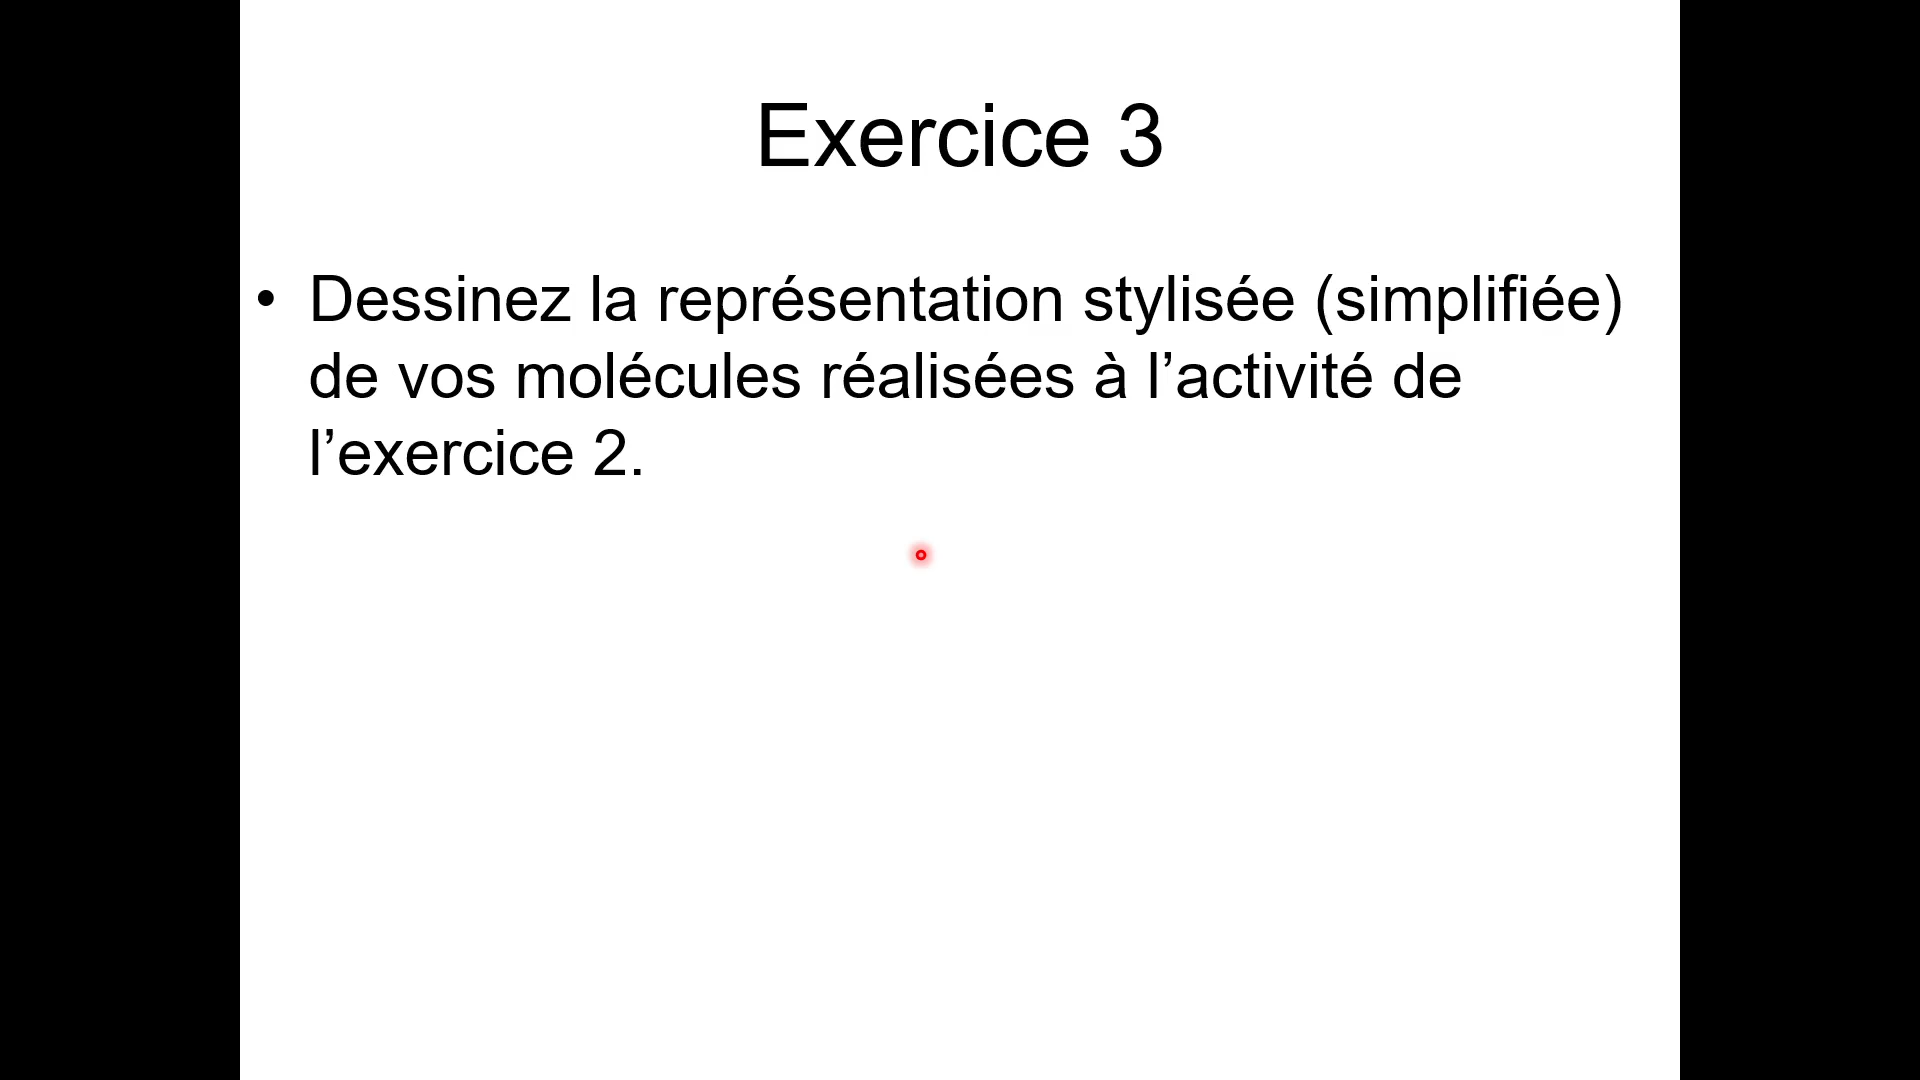 Exercice 3
• Dessinez la représentation stylisée (simplifiée)
de vos molécules réalisées à l’activité de
l’exercice 2.